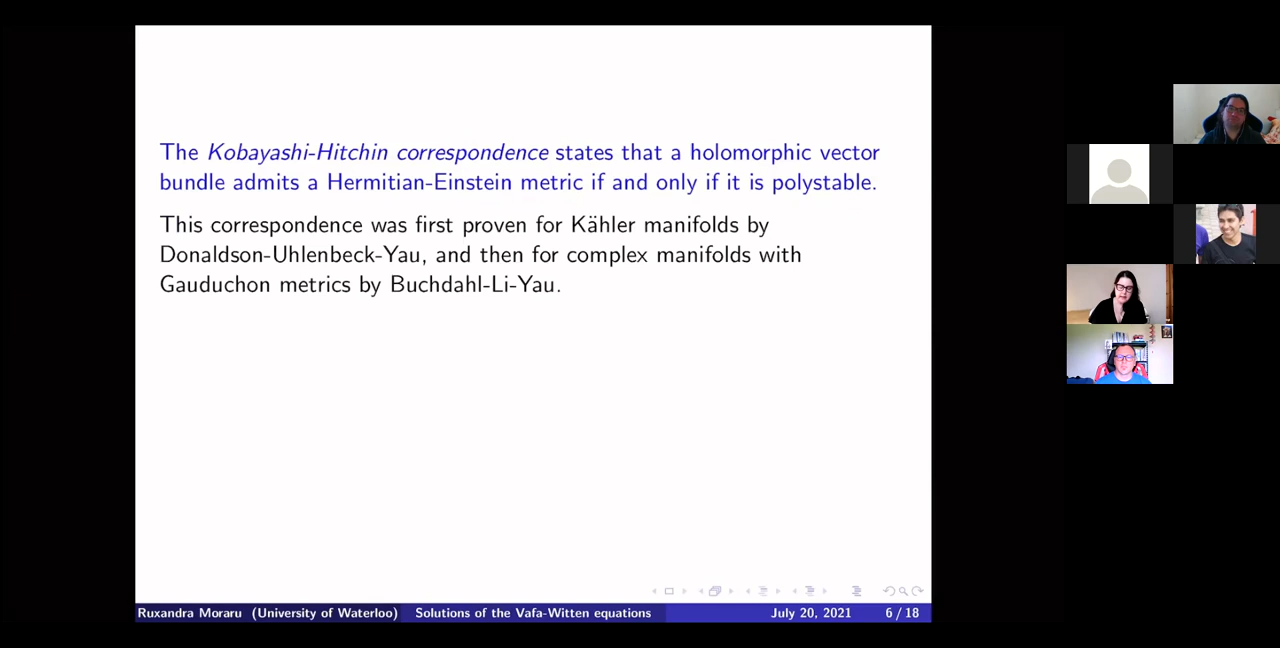 The Kobayashi-Hitchin correspondence states that a holomorphic vector
bundle admits a Hermitian-Einstein metric if and only if it is polystable.
This correspondence was first proven for Kähler manifolds by
Donaldson-Uhlenbeck-Yau, and then for complex manifolds with
Gauduchon metrics by Buchdahl-Li-Yau.
Ruxandra Moraru (University of Waterloo) Solutions of the Vafa-Witten equations July 20, 2021 6 / 18